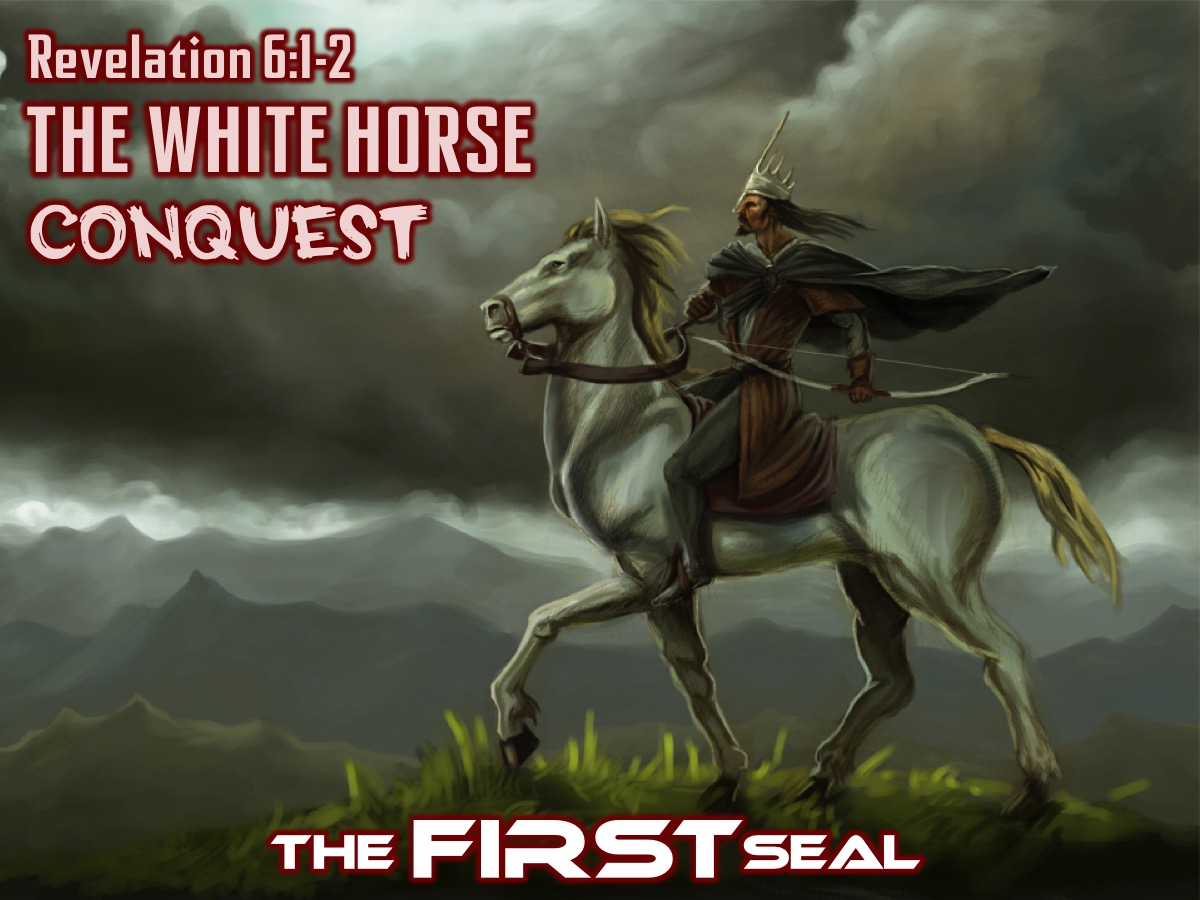 Revelation 6:1-2
THE WHITE HORSE
CONQUEST
THE FIRST SEAL